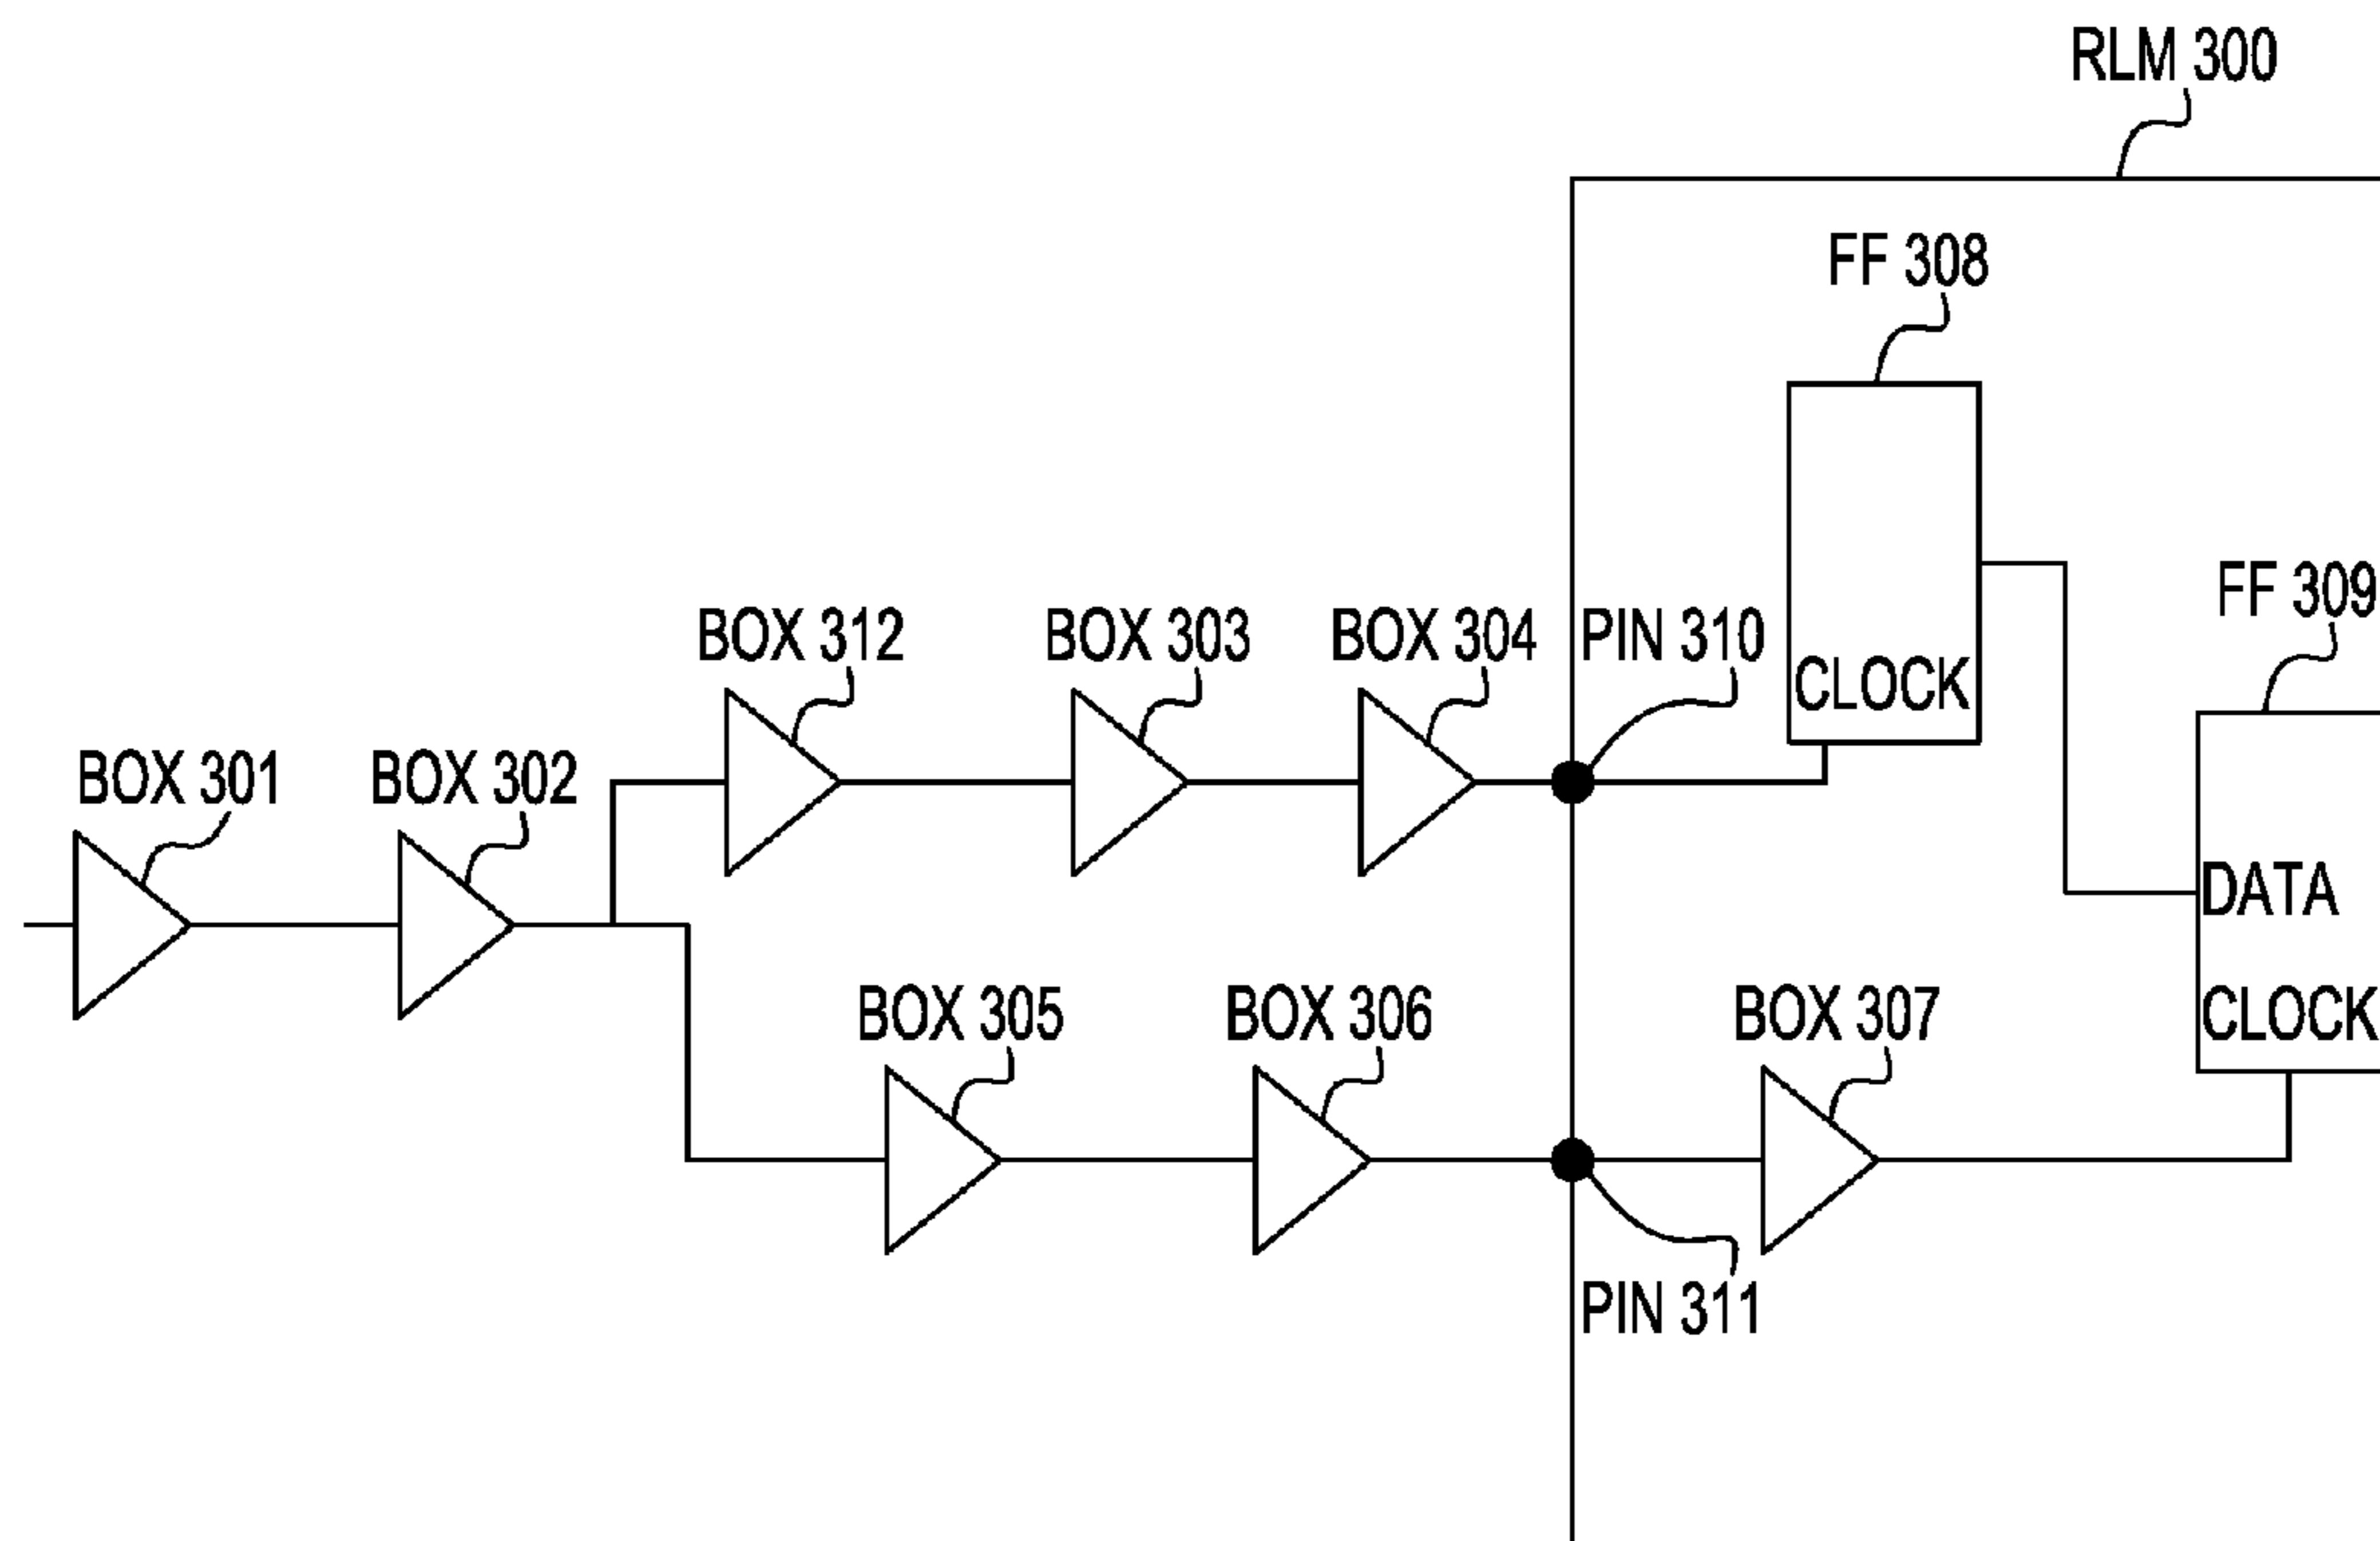 RLM 300
FF 308
FF 309
BOX 312
BOX 303
BOX 304
PIN 310
CLOCK
BOX 301
BOX 302
DATA
BOX 305
BOX 306
BOX 307
CLOCK
PIN 311